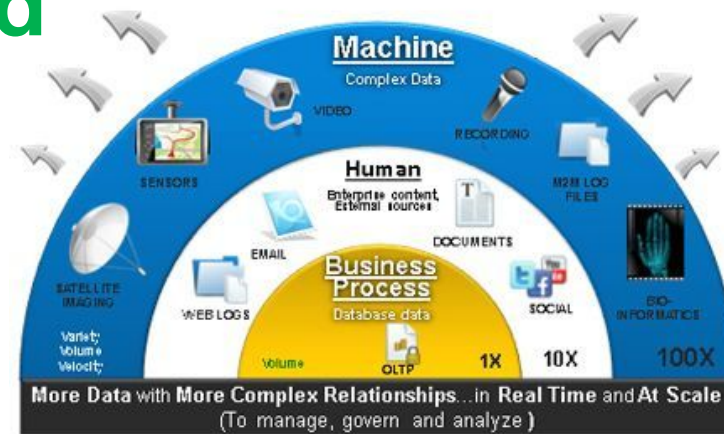 d
Machine
Complex Data
VIDEO
RECORDING
SENSORS
M2M LOG
FILES
Human
Enterprise content,
External sources
T
DOCUMENTS
EMAIL
SATELLITE
IMAGING
WEB LOGS
Business
Process
Database data
You
SOCIAL
BIO-
INFORMATICS
Variety
Volume
Velocity
Volume
OLTP
1X
10X
100X
More Data with More Complex Relationships...in Real Time and At Scale
(To manage, govern and analyze )